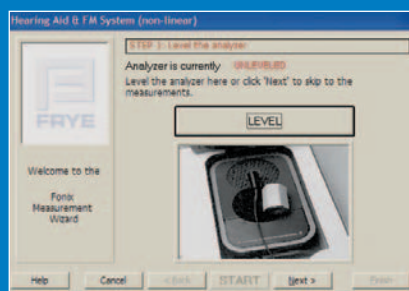 Hearing Aid & FM System (non-linear)
STEP 1: Level the analyzer
Analyzer is currently UNLEVELED
Level the analyzer here or click 'Next' to skip to the
measurements.
LEVEL
FRYE
Welcome to the
Fonix
Measurement
Wizard
Help Cancel < Back START Next > Finish